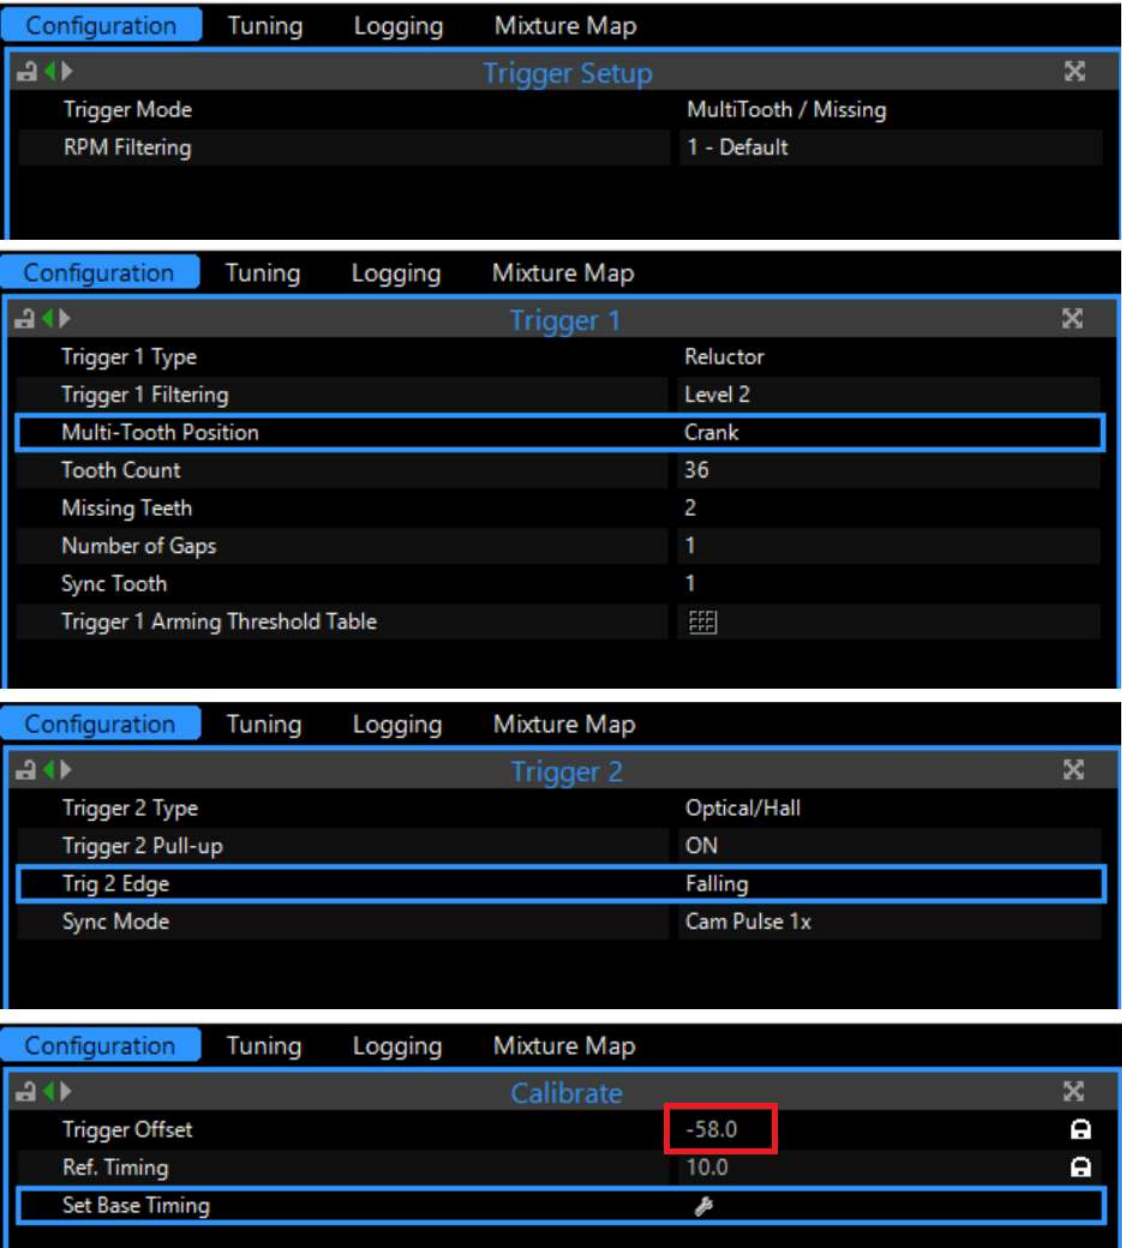 Configuration Tuning Logging Mixture Map
Trigger Setup
Trigger Mode MultiTooth / Missing
RPM Filtering 1 - Default
Configuration Tuning Logging Mixture Map
Trigger 1
Trigger 1 Type Reluctor
Trigger 1 Filtering Level 2
Multi-Tooth Position Crank
Tooth Count 36
Missing Teeth 2
Number of Gaps 1
Sync Tooth 1
Trigger 1 Arming Threshold Table
Configuration Tuning Logging Mixture Map
Trigger 2
Trigger 2 Type Optical/Hall
Trigger 2 Pull-up ON
Trig 2 Edge Falling
Sync Mode Cam Pulse 1x
Configuration Tuning Logging Mixture Map
Calibrate
Trigger Offset -58.0
Ref. Timing 10.0
Set Base Timing